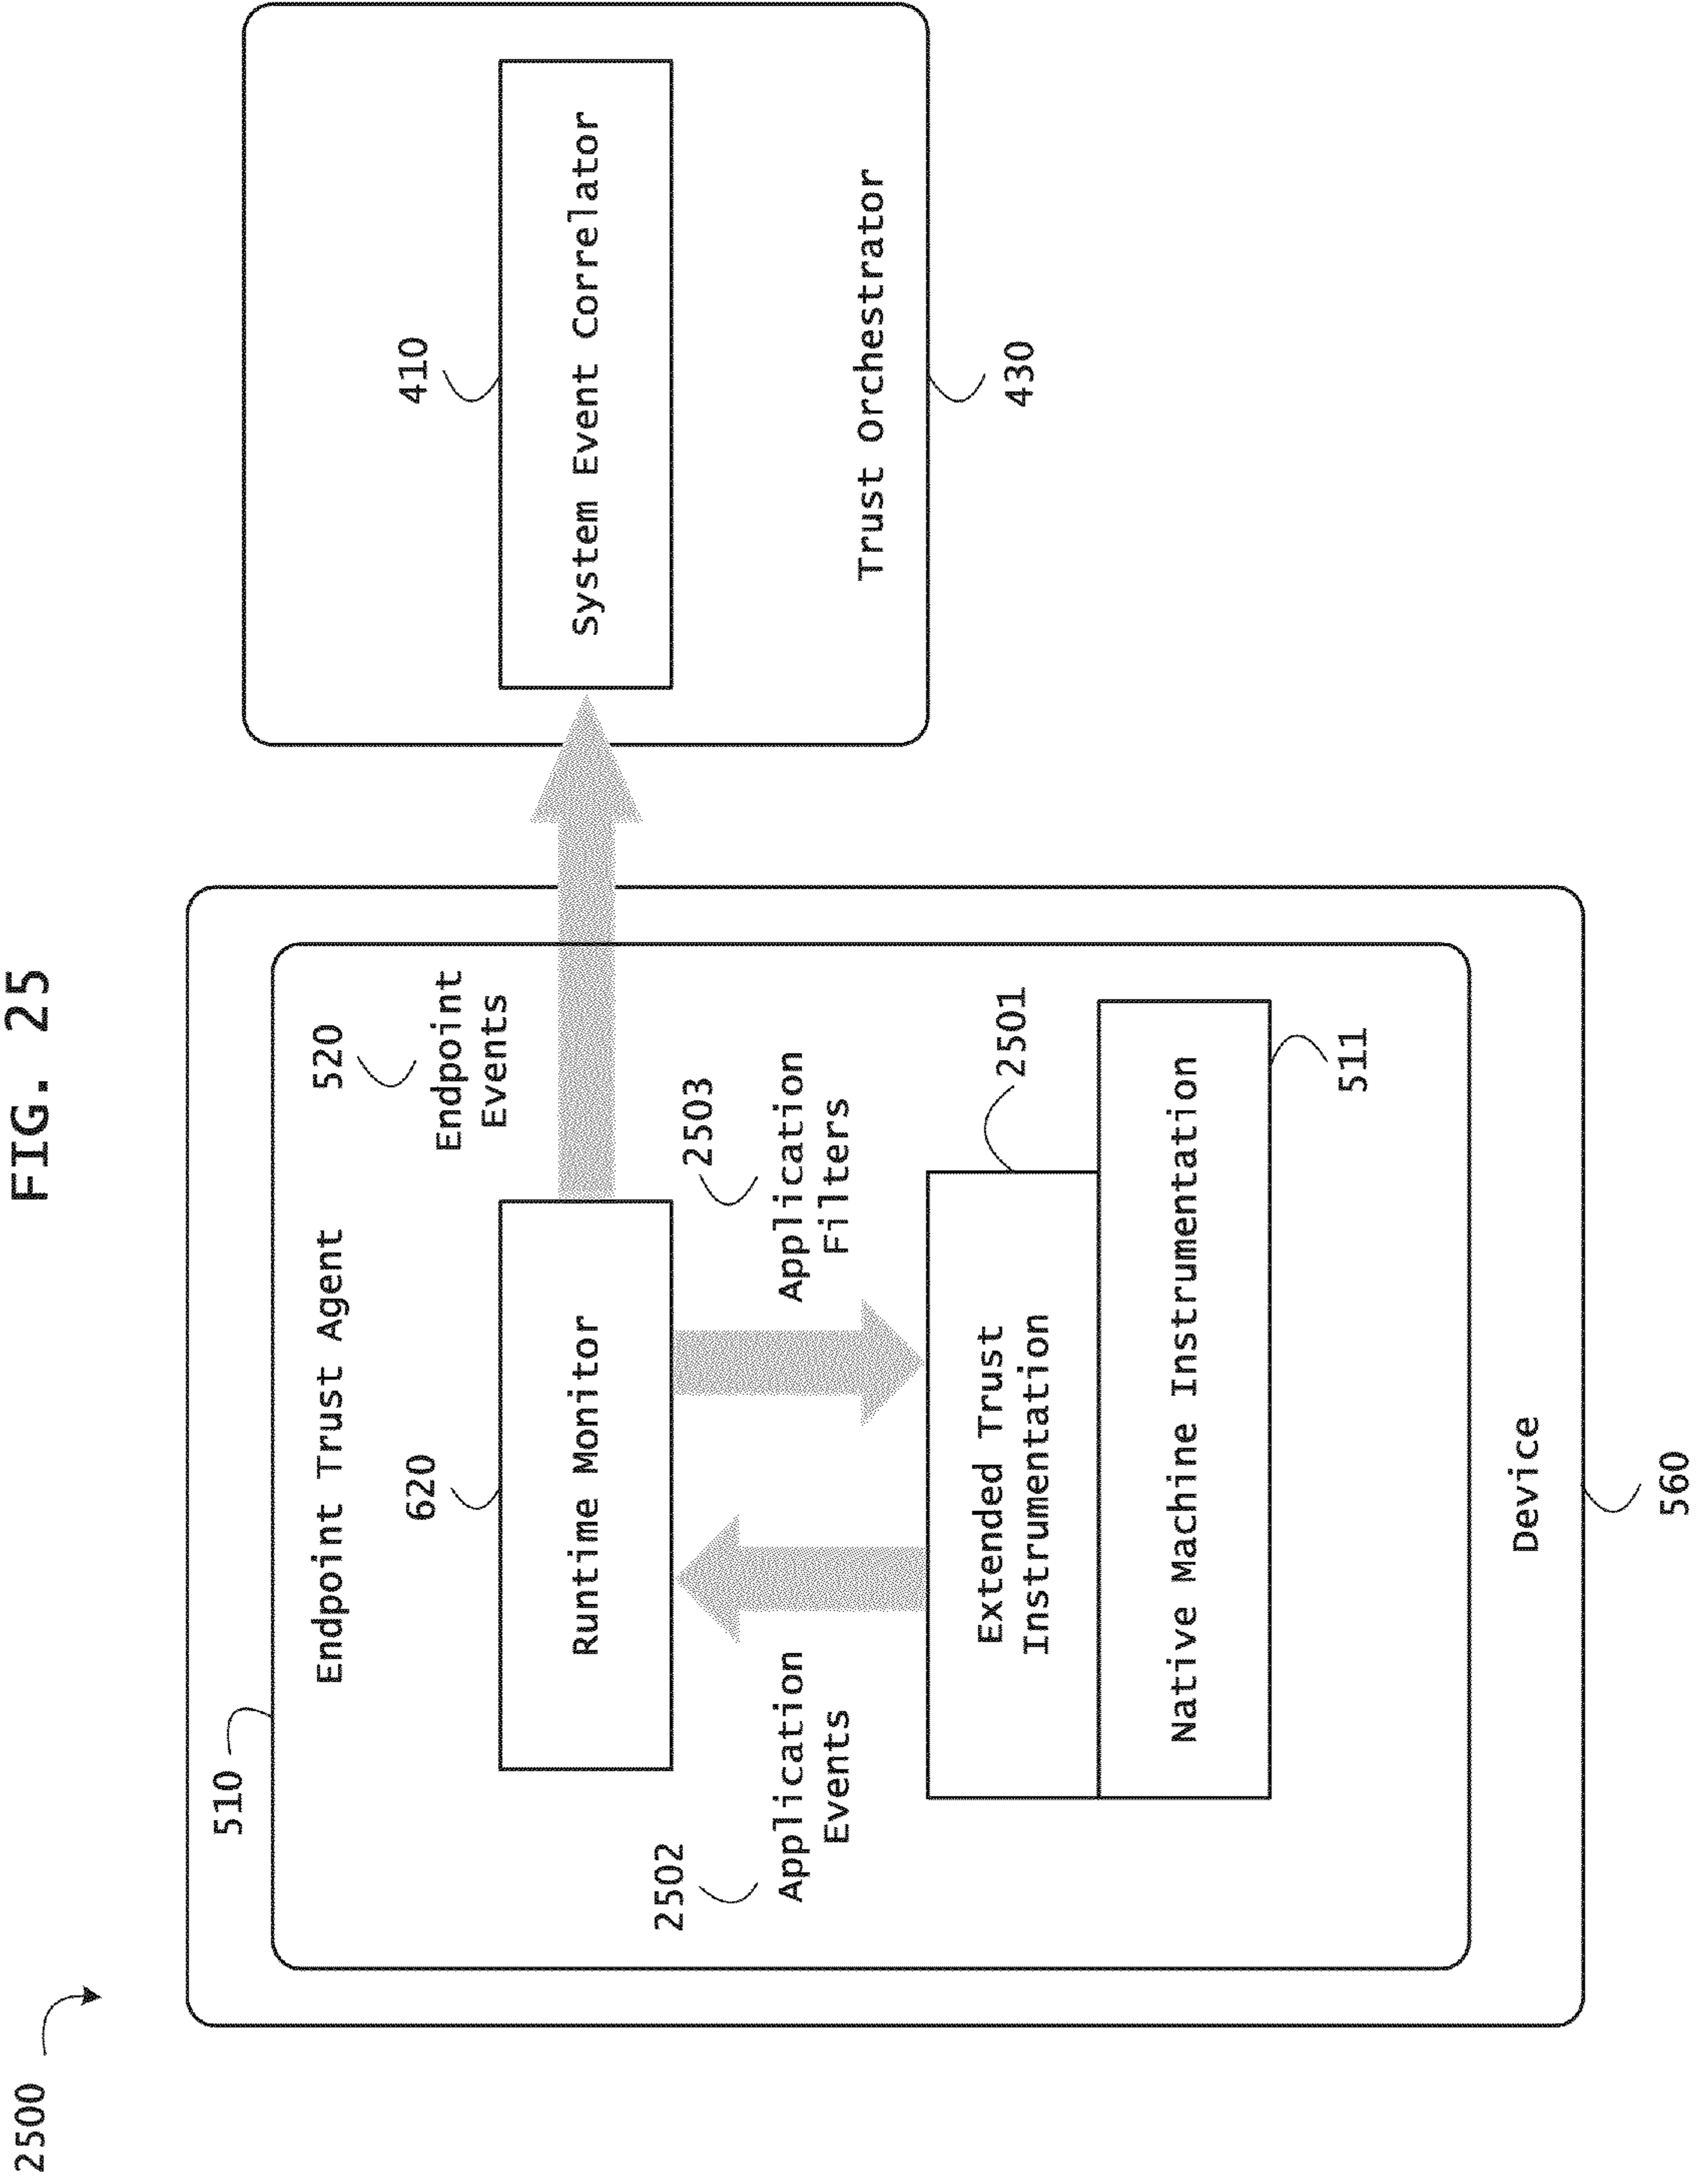 FIG. 25
2500
510
Endpoint Trust Agent
520
Endpoint
Events
620
Runtime Monitor
410
System Event Correlator
Trust Orchestrator
430
2502
Application
Events
2503
Application
Filters
2501
Extended Trust
Instrumentation
Native Machine Instrumentation
511
Device
560